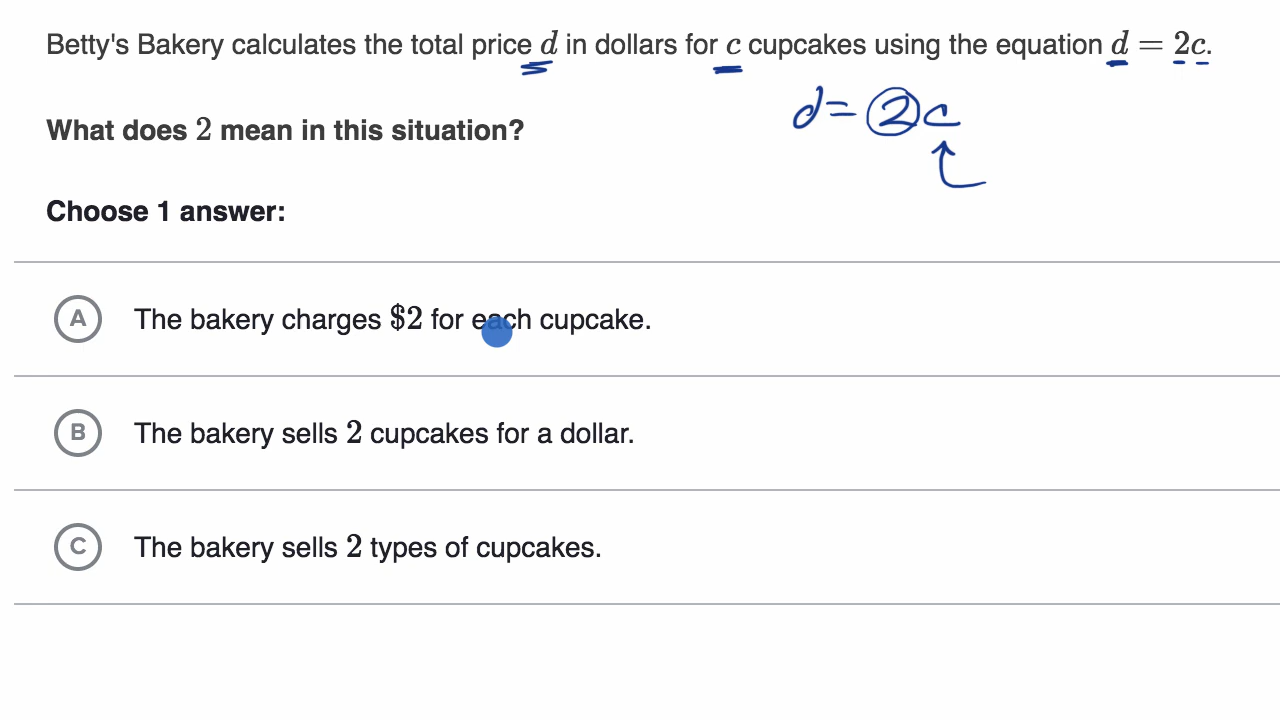 Betty's Bakery calculates the total price d in dollars for c cupcakes using the equation d = 2c.
d = 2c
What does 2 mean in this situation?
Choose 1 answer:
A The bakery charges $2 for each cupcake.
B The bakery sells 2 cupcakes for a dollar.
C The bakery sells 2 types of cupcakes.